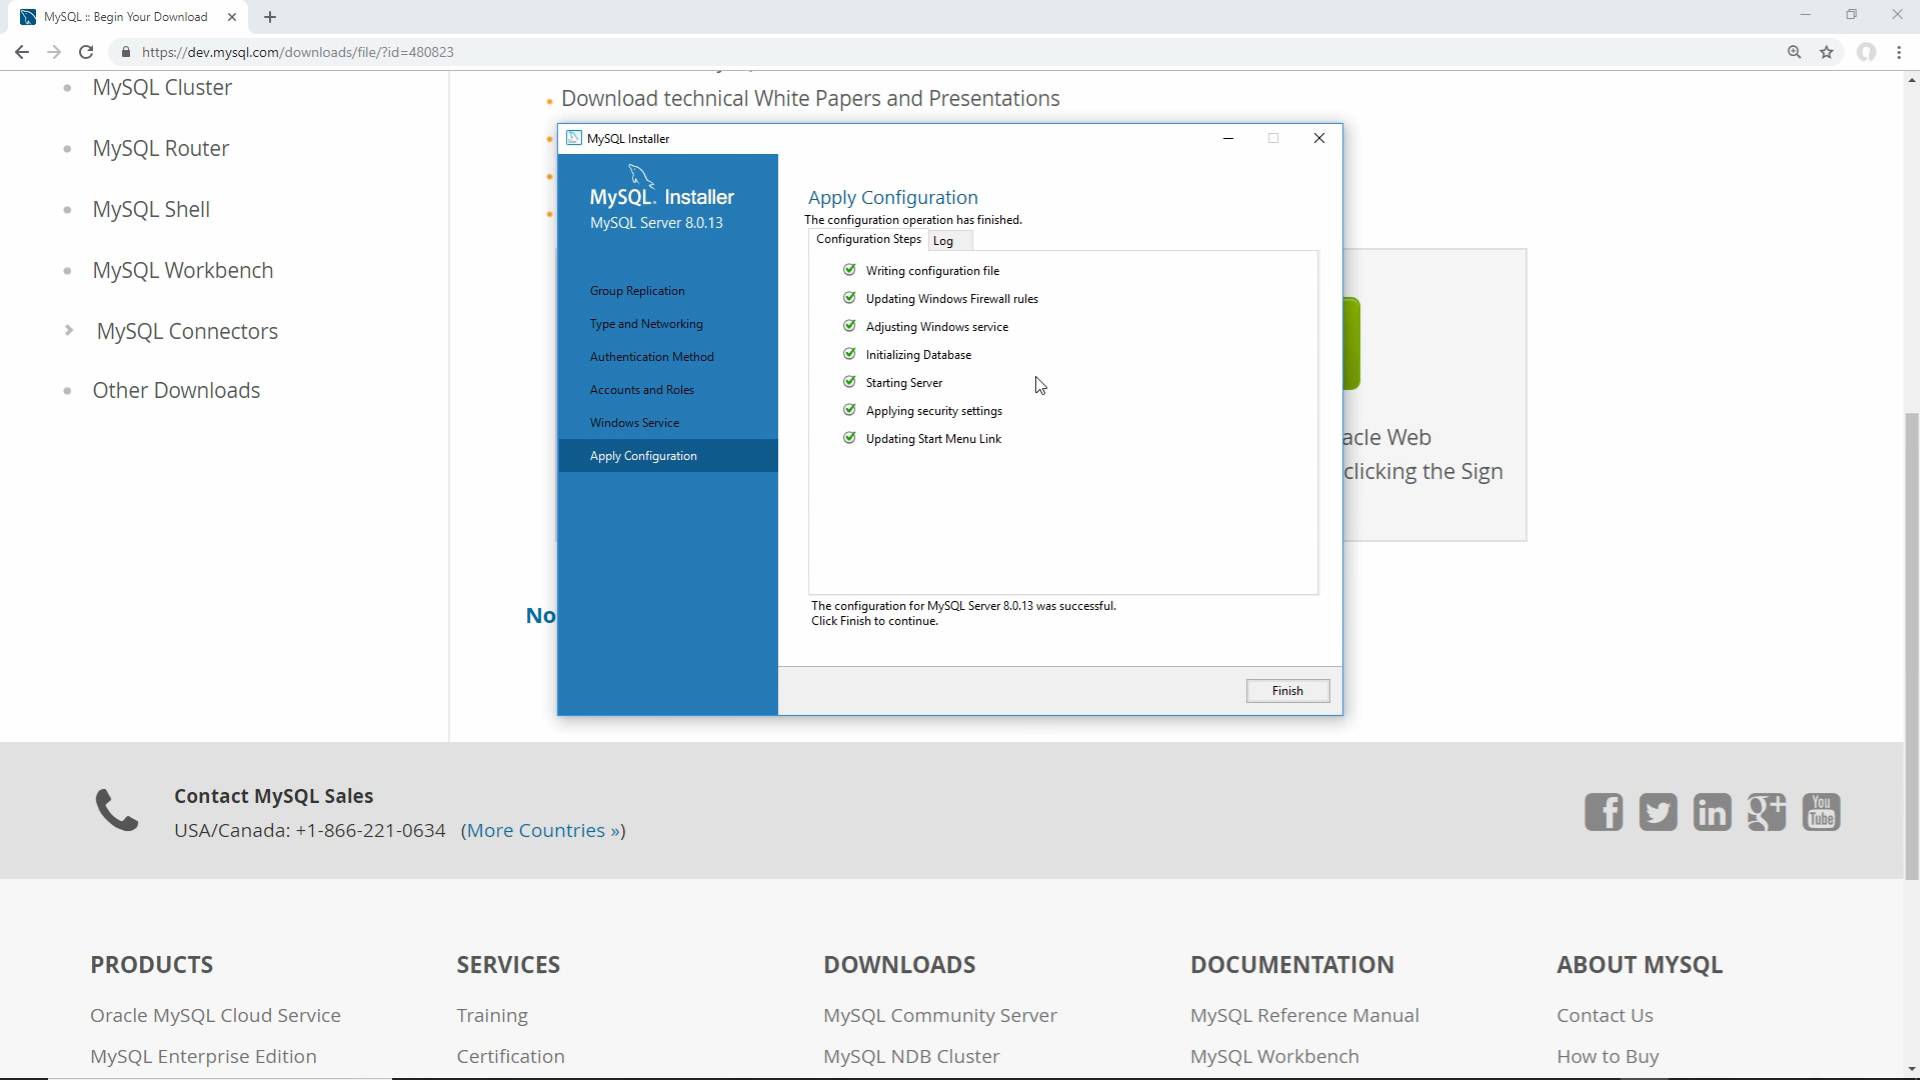 MySQL :: Begin Your Download
https://dev.mysql.com/downloads/file/?id=480823
MySQL Cluster
MySQL Router
MySQL Shell
MySQL Workbench
MySQL Connectors
Other Downloads
Download technical White Papers and Presentations
MySQL Installer
MySQL. Installer
MySQL Server 8.0.13
Group Replication
Type and Networking
Authentication Method
Accounts and Roles
Windows Service
Apply Configuration
Apply Configuration
The configuration operation has finished.
Configuration Steps
Log
Writing configuration file
Updating Windows Firewall rules
Adjusting Windows service
Initializing Database
Starting Server
Applying security settings
Updating Start Menu Link
The configuration for MySQL Server 8.0.13 was successful.
Click Finish to continue.
Finish
acle Web
clicking the Sign
No
Contact MySQL Sales
USA/Canada: +1-866-221-0634 (More Countries »)
f
in
g+
You
Tube
PRODUCTS
Oracle MySQL Cloud Service
MySQL Enterprise Edition
SERVICES
Training
Certification
DOWNLOADS
MySQL Community Server
MySQL NDB Cluster
DOCUMENTATION
MySQL Reference Manual
MySQL Workbench
ABOUT MYSQL
Contact Us
How to Buy